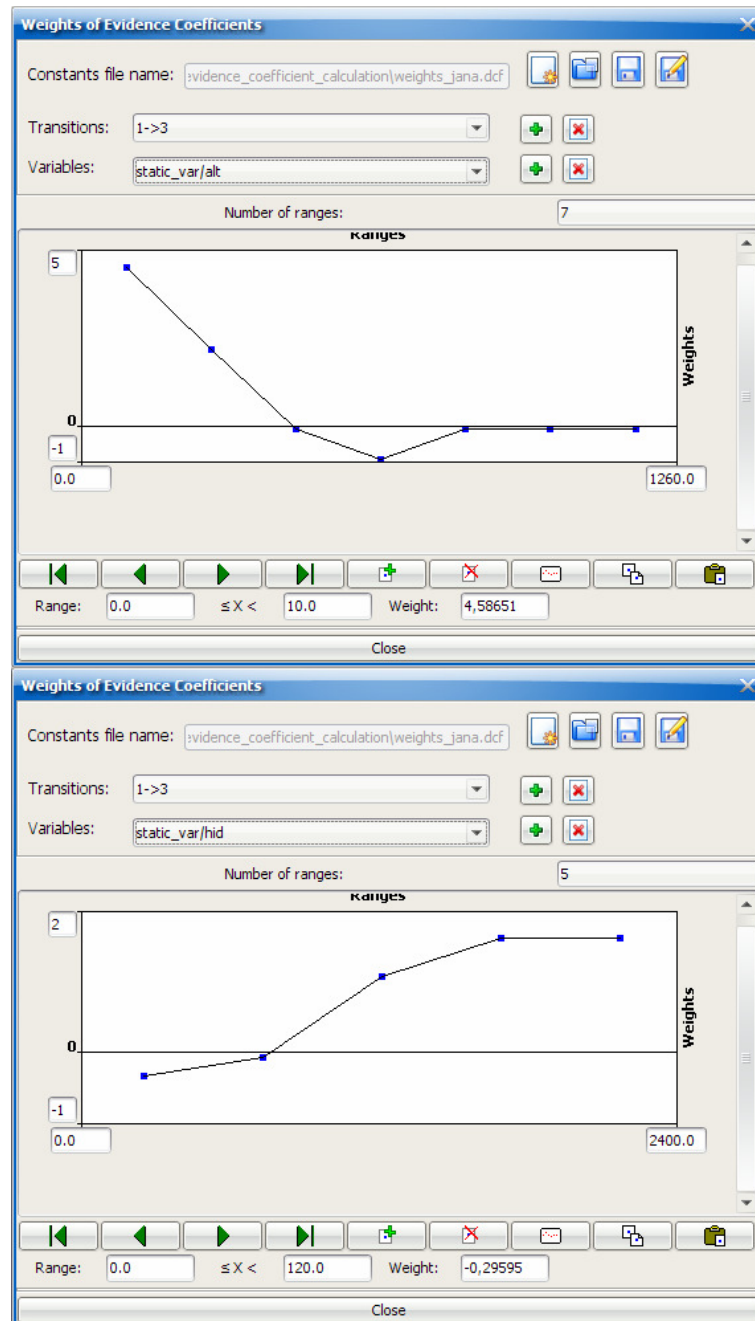 Weights of Evidence Coefficients
Constants file name: evidence_coefficient_calculation\weights_jana.dcf
Transitions: 1->3
Variables: static_var/alt
Number of ranges: 7
Ranges
5
Weights
0
-1
0.0 1260.0
Range: 0.0 ≤ X < 10.0 Weight: 4,58651
Close
Weights of Evidence Coefficients
Constants file name: evidence_coefficient_calculation\weights_jana.dcf
Transitions: 1->3
Variables: static_var/hid
Number of ranges: 5
Ranges
2
Weights
0
-1
0.0 2400.0
Range: 0.0 ≤ X < 120.0 Weight: -0,29595
Close